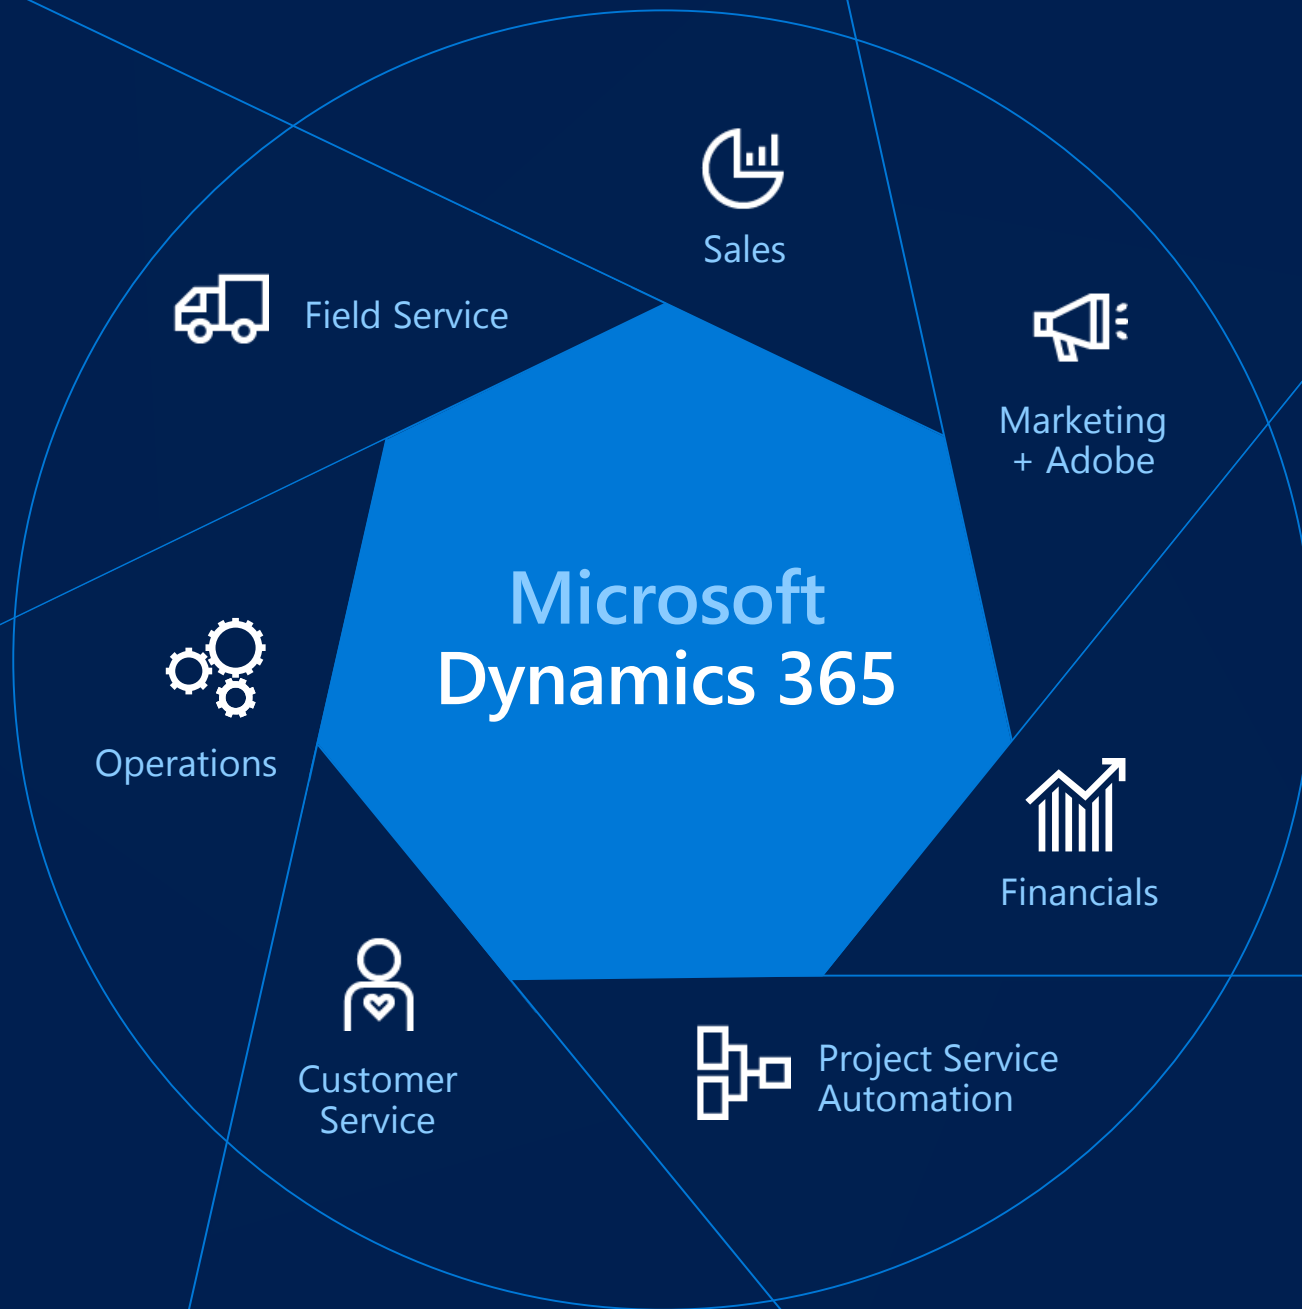 Sales
Field Service
Marketing
+ Adobe
Microsoft
Dynamics 365
Operations
Financials
Customer
Service
Project Service
Automation